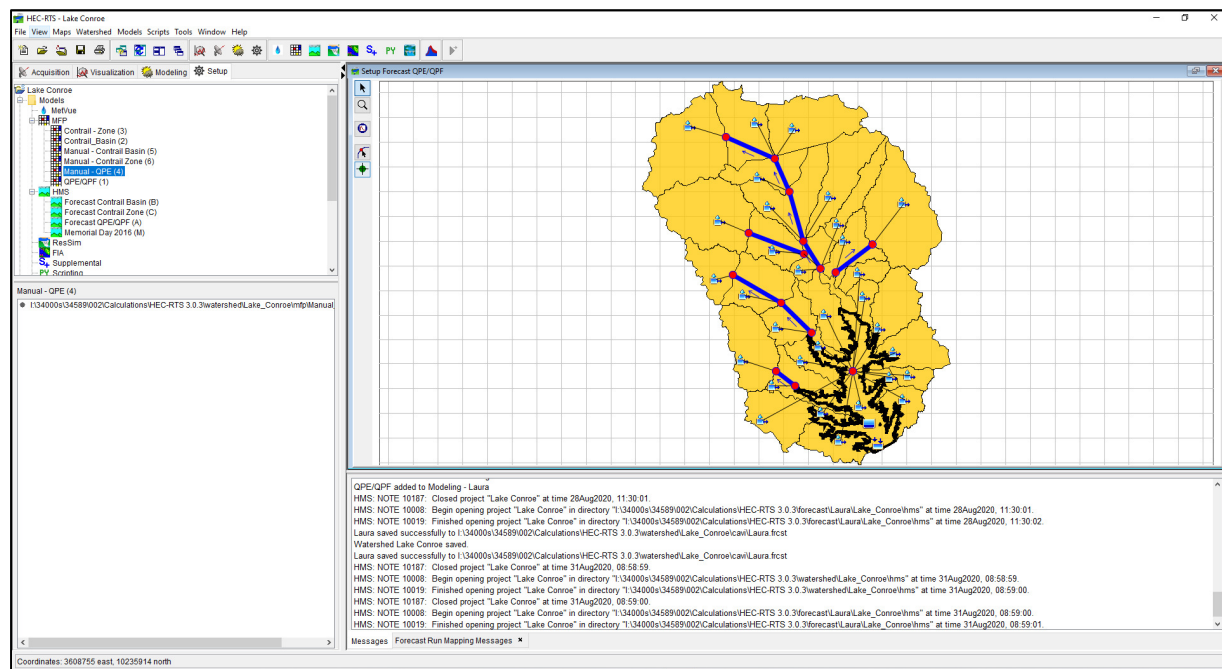 HEC-RTS - Lake Conroe
File View Maps Watershed Models Scripts Tools Window Help
S+ PY
Acquisition Visualization Modeling Setup
Lake Conroe
Models
MetVue
MFP
Contrail - Zone (3)
Contrail_Basin (2)
Manual - Contrail Basin (5)
Manual - Contrail Zone (6)
Manual - QPE (4)
QPE/QPF (1)
HMS
Forecast Contrail Basin (B)
Forecast Contrail Zone (C)
Forecast QPE/QPF (A)
Memorial Day 2016 (M)
ResSim
FIA
S+ Supplemental
PY Scripting
Manual - QPE (4)
I:\34000s\34589\002\Calculations\HEC-RTS 3.0.3\watershed\Lake_Conroe\mfp\Manual_
Setup Forecast QPE/QPF
QPE/QPF added to Modeling - Laura
HMS: NOTE 10187: Closed project "Lake Conroe" at time 28Aug2020, 11:30:01.
HMS: NOTE 10008: Begin opening project "Lake Conroe" in directory "I:\34000s\34589\002\Calculations\HEC-RTS 3.0.3\forecast\Laura\Lake_Conroe\hms" at time 28Aug2020, 11:30:01.
HMS: NOTE 10019: Finished opening project "Lake Conroe" in directory "I:\34000s\34589\002\Calculations\HEC-RTS 3.0.3\forecast\Laura\Lake_Conroe\hms" at time 28Aug2020, 11:30:02.
Laura saved successfully to I:\34000s\34589\002\Calculations\HEC-RTS 3.0.3\watershed\Lake_Conroe\cavi\Laura.frcst
Watershed Lake Conroe saved.
Laura saved successfully to I:\34000s\34589\002\Calculations\HEC-RTS 3.0.3\watershed\Lake_Conroe\cavi\Laura.frcst
HMS: NOTE 10187: Closed project "Lake Conroe" at time 31Aug2020, 08:58:59.
HMS: NOTE 10008: Begin opening project "Lake Conroe" in directory "I:\34000s\34589\002\Calculations\HEC-RTS 3.0.3\watershed\Lake_Conroe\hms" at time 31Aug2020, 08:58:59.
HMS: NOTE 10019: Finished opening project "Lake Conroe" in directory "I:\34000s\34589\002\Calculations\HEC-RTS 3.0.3\watershed\Lake_Conroe\hms" at time 31Aug2020, 08:59:00.
HMS: NOTE 10187: Closed project "Lake Conroe" at time 31Aug2020, 08:59:00.
HMS: NOTE 10008: Begin opening project "Lake Conroe" in directory "I:\34000s\34589\002\Calculations\HEC-RTS 3.0.3\forecast\Laura\Lake_Conroe\hms" at time 31Aug2020, 08:59:00.
HMS: NOTE 10019: Finished opening project "Lake Conroe" in directory "I:\34000s\34589\002\Calculations\HEC-RTS 3.0.3\forecast\Laura\Lake_Conroe\hms" at time 31Aug2020, 08:59:01.
Messages Forecast Run Mapping Messages
Coordinates: 3608755 east, 10235914 north